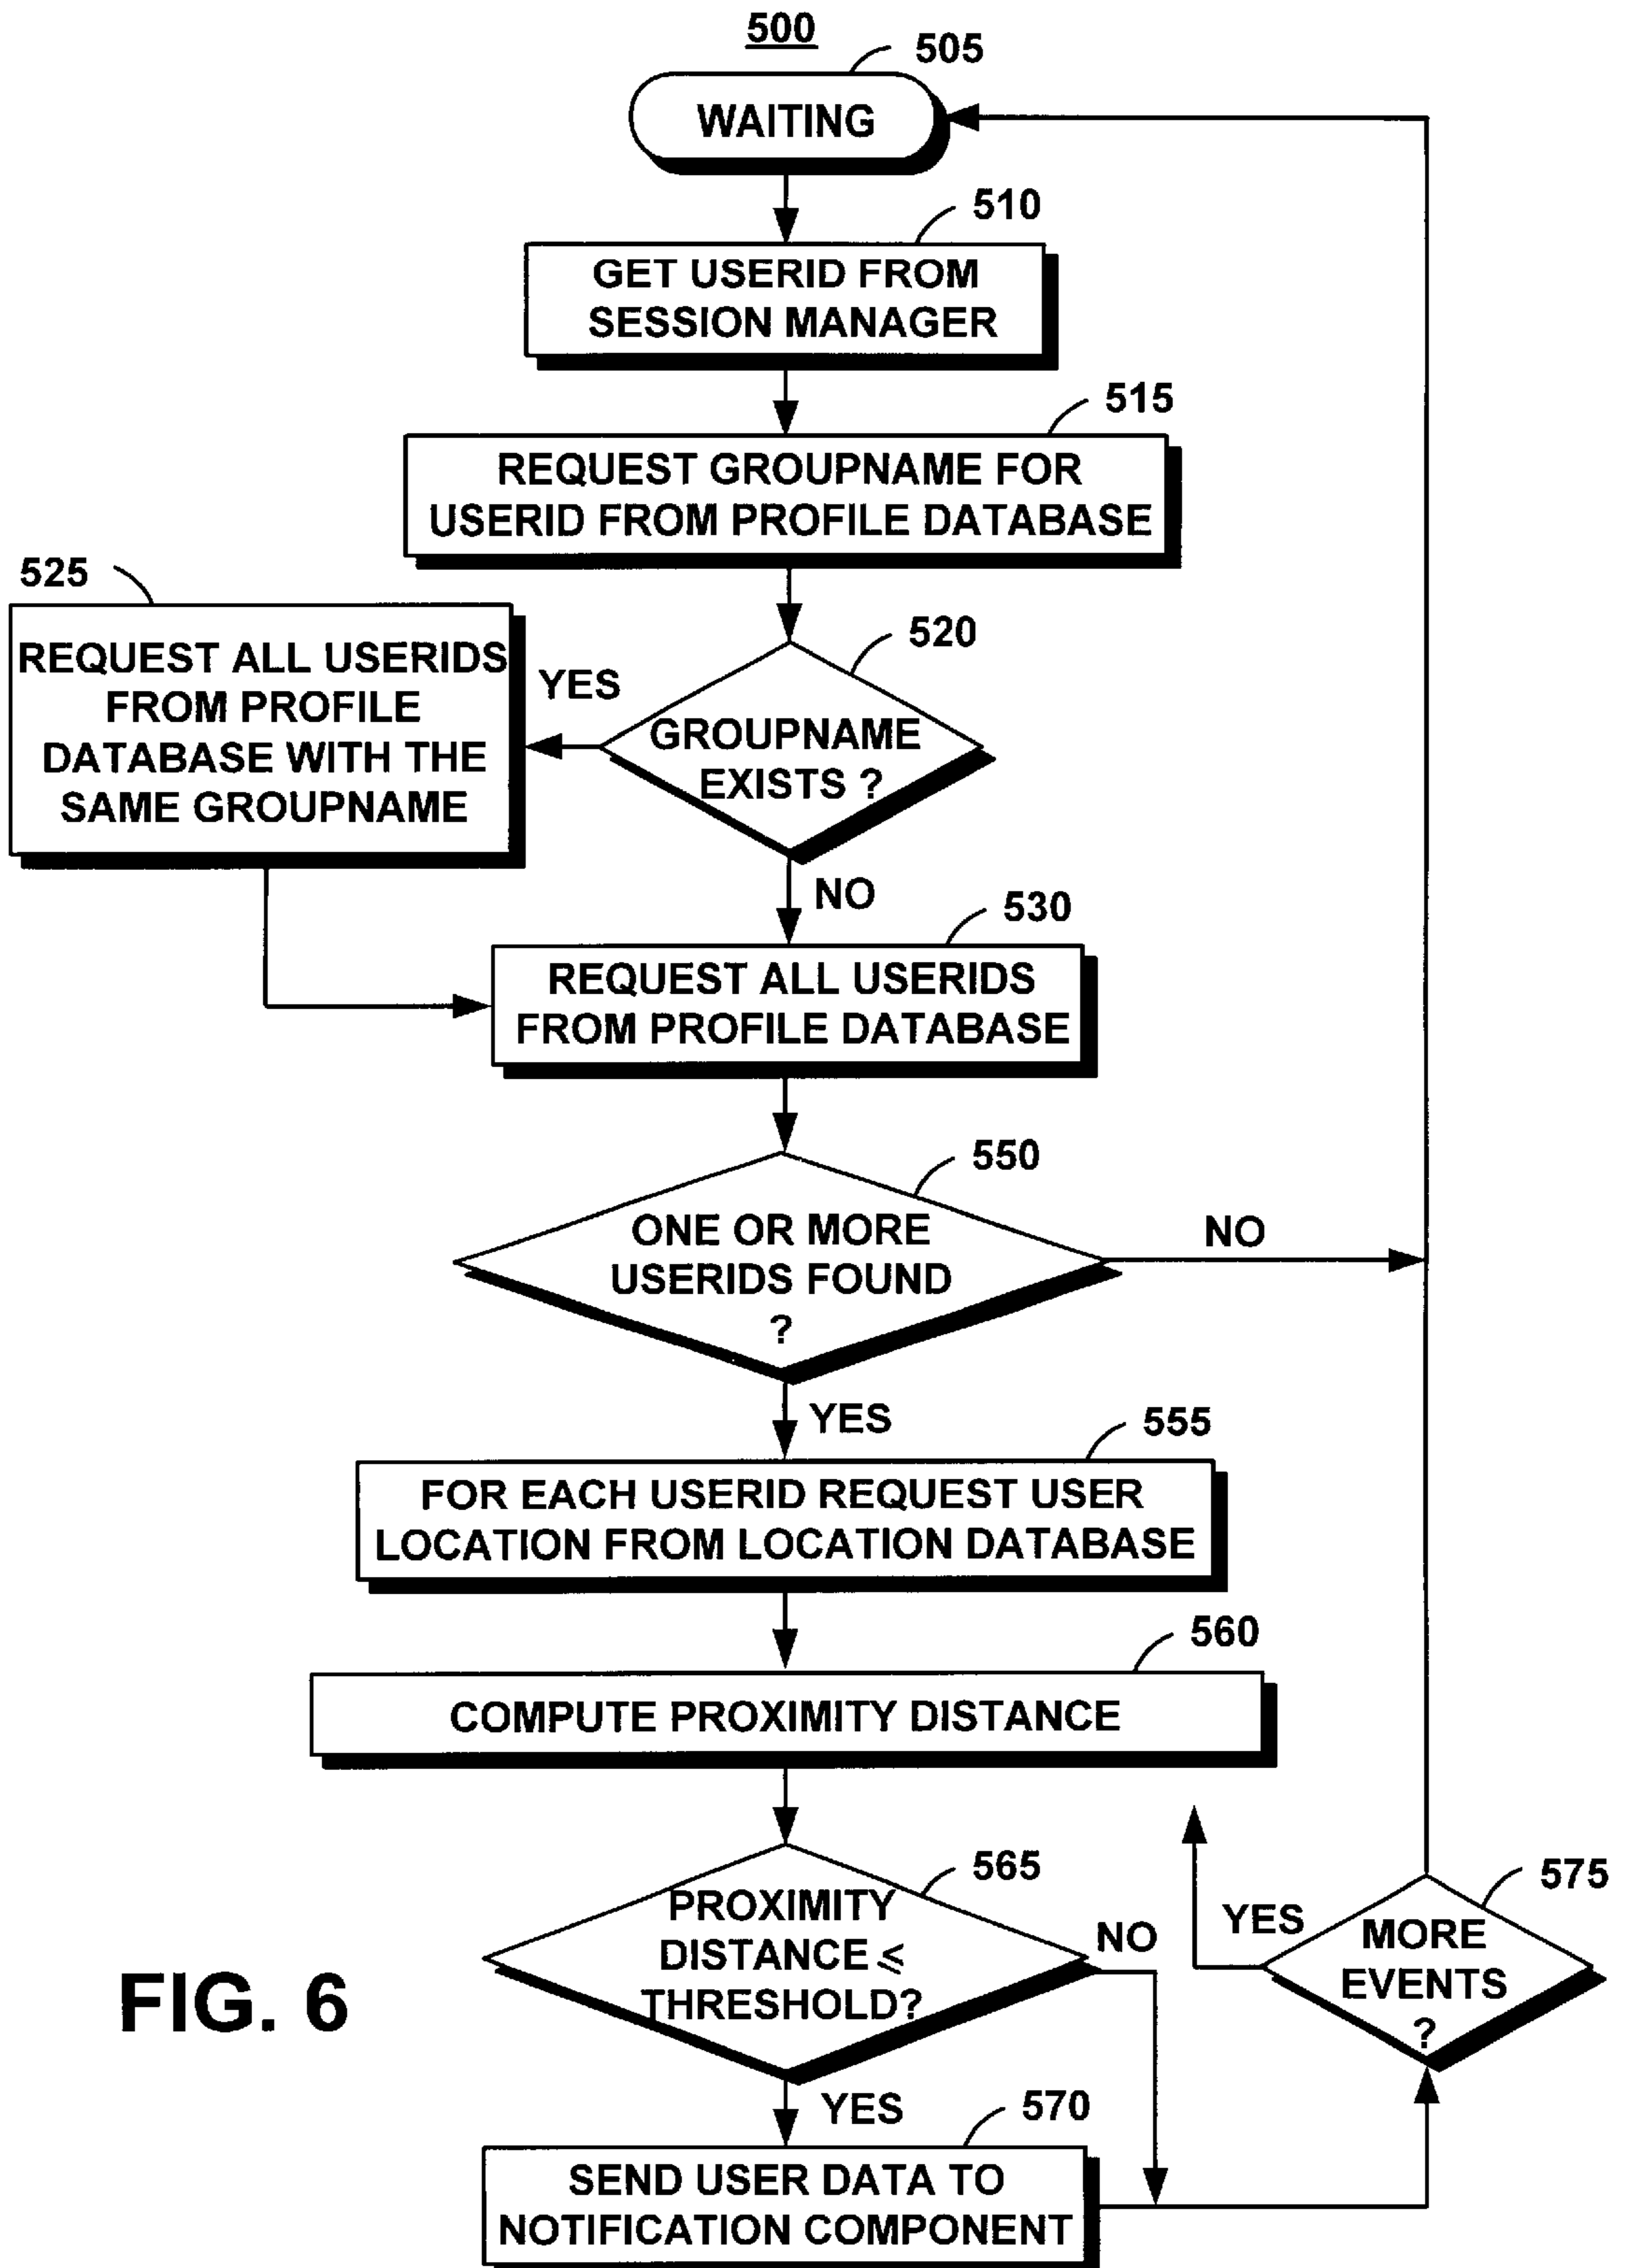 500
505
WAITING
510
GET USERID FROM
SESSION MANAGER
515
REQUEST GROUPNAME FOR
USERID FROM PROFILE DATABASE
525
REQUEST ALL USERIDS
FROM PROFILE
DATABASE WITH THE
SAME GROUPNAME
YES
520
GROUPNAME
EXISTS ?
NO
530
REQUEST ALL USERIDS
FROM PROFILE DATABASE
550
ONE OR MORE
USERIDS FOUND
?
NO
YES
555
FOR EACH USERID REQUEST USER
LOCATION FROM LOCATION DATABASE
560
COMPUTE PROXIMITY DISTANCE
565
PROXIMITY
DISTANCE ≤
THRESHOLD?
NO
YES
575
MORE
EVENTS
?
YES
570
SEND USER DATA TO
NOTIFICATION COMPONENT
FIG. 6